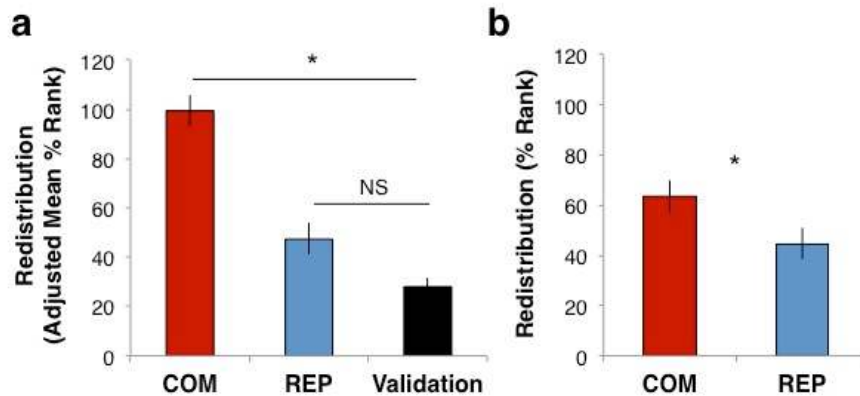 a
b
Redistribution
(Adjusted Mean % Rank)
120
100
80
60
40
20
0
*
NS
COM
REP
Validation
Redistribution (% Rank)
120
100
80
60
40
20
0
*
COM
REP